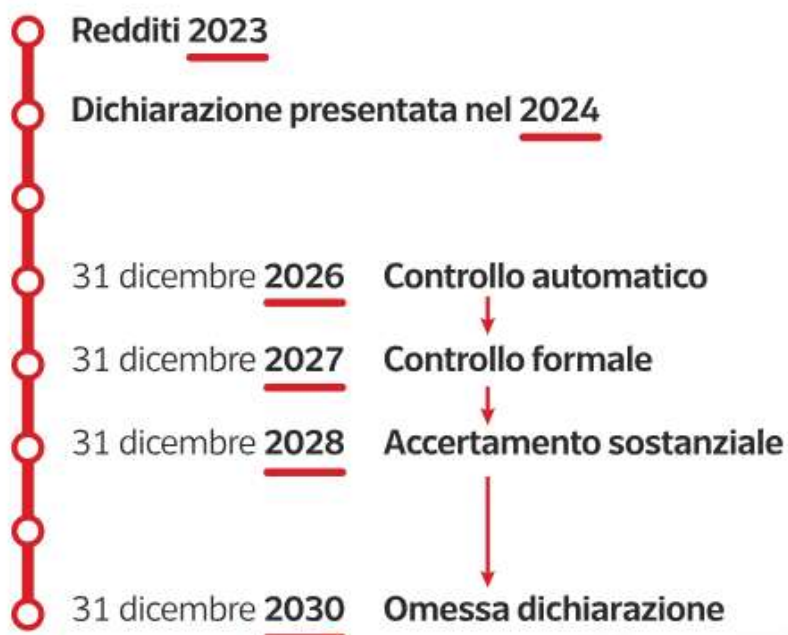 Redditi 2023
Dichiarazione presentata nel 2024
31 dicembre 2026 Controllo automatico
31 dicembre 2027 Controllo formale
31 dicembre 2028 Accertamento sostanziale
31 dicembre 2030 Omessa dichiarazione